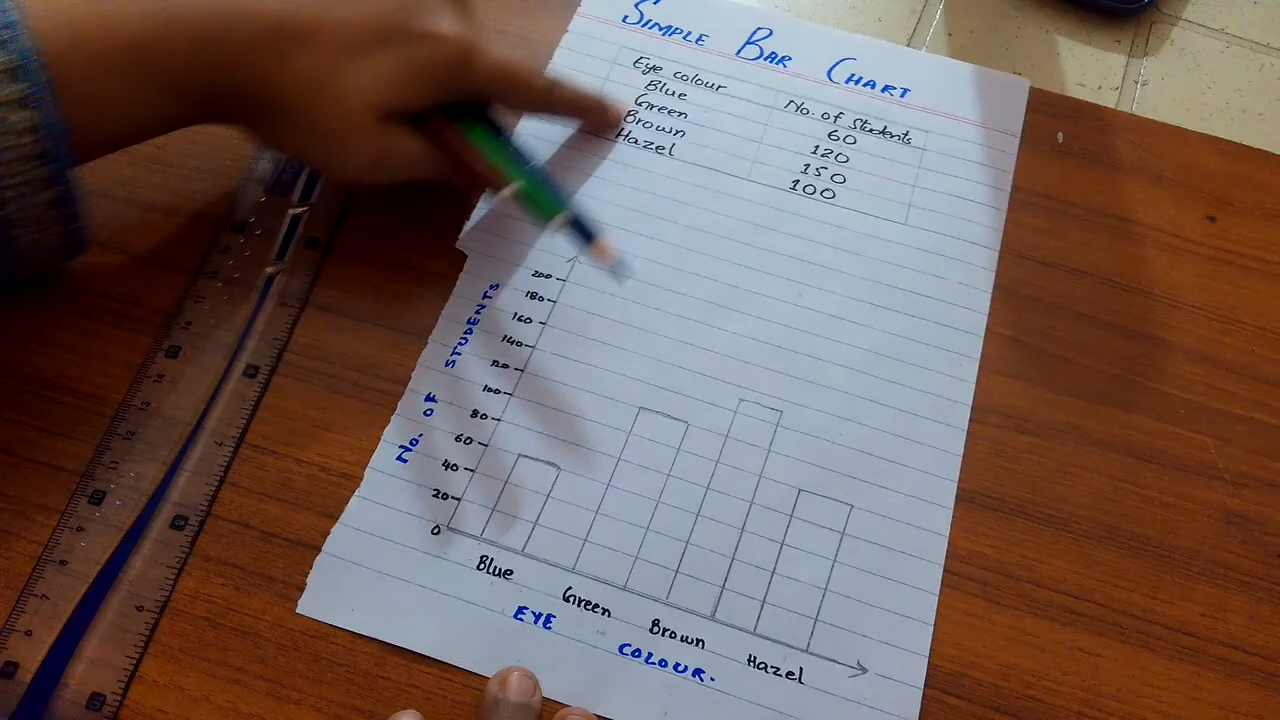 SIMPLE BAR CHART
Eye colour No. of Students
Blue 60
Green 120
Brown 150
Hazel 100
200
180
160
140
120
100
80
60
40
20
0
No. OF STUDENTS
Blue Green Brown Hazel
EYE COLOUR.